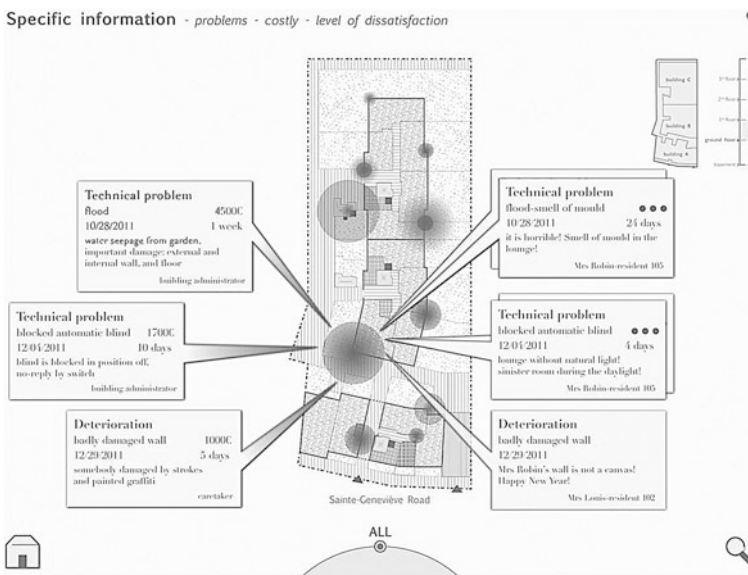 Specific information - problems - costly - level of dissatisfaction
building C
building B
building A
3rd floor
2nd floor
1st floor
ground floor
basement
Technical problem
flood 4500€
10/28/2011 1 week
water seepage from garden,
important damage: external and
internal wall, and floor
building administrator
Technical problem
flood-smell of mould
10/28/2011 24 days
it is horrible! Smell of mould in the
lounge!
Mrs Robin-resident 105
Technical problem
blocked automatic blind 1700€
12/04/2011 10 days
blind is blocked in position off,
no-reply by switch
building administrator
Technical problem
blocked automatic blind
12/04/2011 4 days
lounge without natural light!
sinister room during the daylight!
Mrs Robin-resident 105
Deterioration
badly damaged wall 1000€
12/29/2011 5 days
somebody damaged by strokes
and painted graffiti
caretaker
Deterioration
badly damaged wall
12/29/2011
Mrs Robin's wall is not a canvas!
Happy New Year!
Mrs Louis-resident 102
Sainte-Geneviève Road
ALL